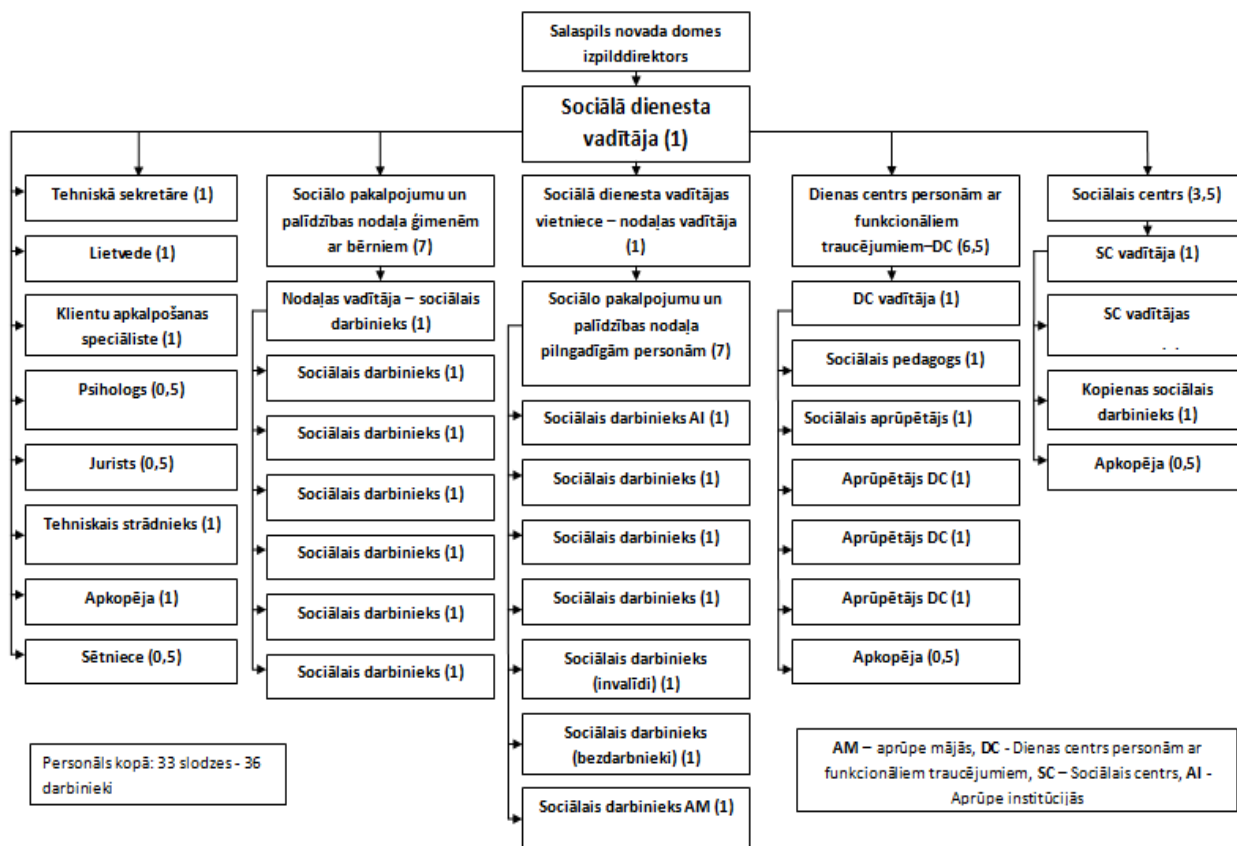 Salaspils novada domes
izpilddirektors
Sociālā dienesta
vadītāja (1)
Tehniskā sekretāre (1)
Lietvede (1)
Klientu apkalpošanas
speciāliste (1)
Psihologs (0,5)
Jurists (0,5)
Tehniskais strādnieks (1)
Apkopēja (1)
Sētniece (0,5)
Sociālo pakalpojumu un
palīdzības nodaļa ģimenēm
ar bērniem (7)
Nodaļas vadītāja – sociālais
darbinieks (1)
Sociālais darbinieks (1)
Sociālais darbinieks (1)
Sociālais darbinieks (1)
Sociālais darbinieks (1)
Sociālais darbinieks (1)
Sociālais darbinieks (1)
Sociālā dienesta vadītājas
vietniece – nodaļas vadītāja
(1)
Sociālo pakalpojumu un
palīdzības nodaļa
pilngadīgām personām (7)
Sociālais darbinieks AI (1)
Sociālais darbinieks (1)
Sociālais darbinieks (1)
Sociālais darbinieks (1)
Sociālais darbinieks
(invalīdi) (1)
Sociālais darbinieks
(bezdarbnieki) (1)
Sociālais darbinieks AM (1)
Dienas centrs personām ar
funkcionāliem
traucējumiem–DC (6,5)
DC vadītāja (1)
Sociālais pedagogs (1)
Sociālais aprūpētājs (1)
Aprūpētājs DC (1)
Aprūpētājs DC (1)
Aprūpētājs DC (1)
Apkopēja (0,5)
Sociālais centrs (3,5)
SC vadītāja (1)
SC vadītājas
Kopienas sociālais
darbinieks (1)
Apkopēja (0,5)
Personāls kopā: 33 slodzes - 36
darbinieki
AM – aprūpe mājās, DC - Dienas centrs personām ar
funkcionāliem traucējumiem, SC – Sociālais centrs, AI -
Aprūpe institūcijās